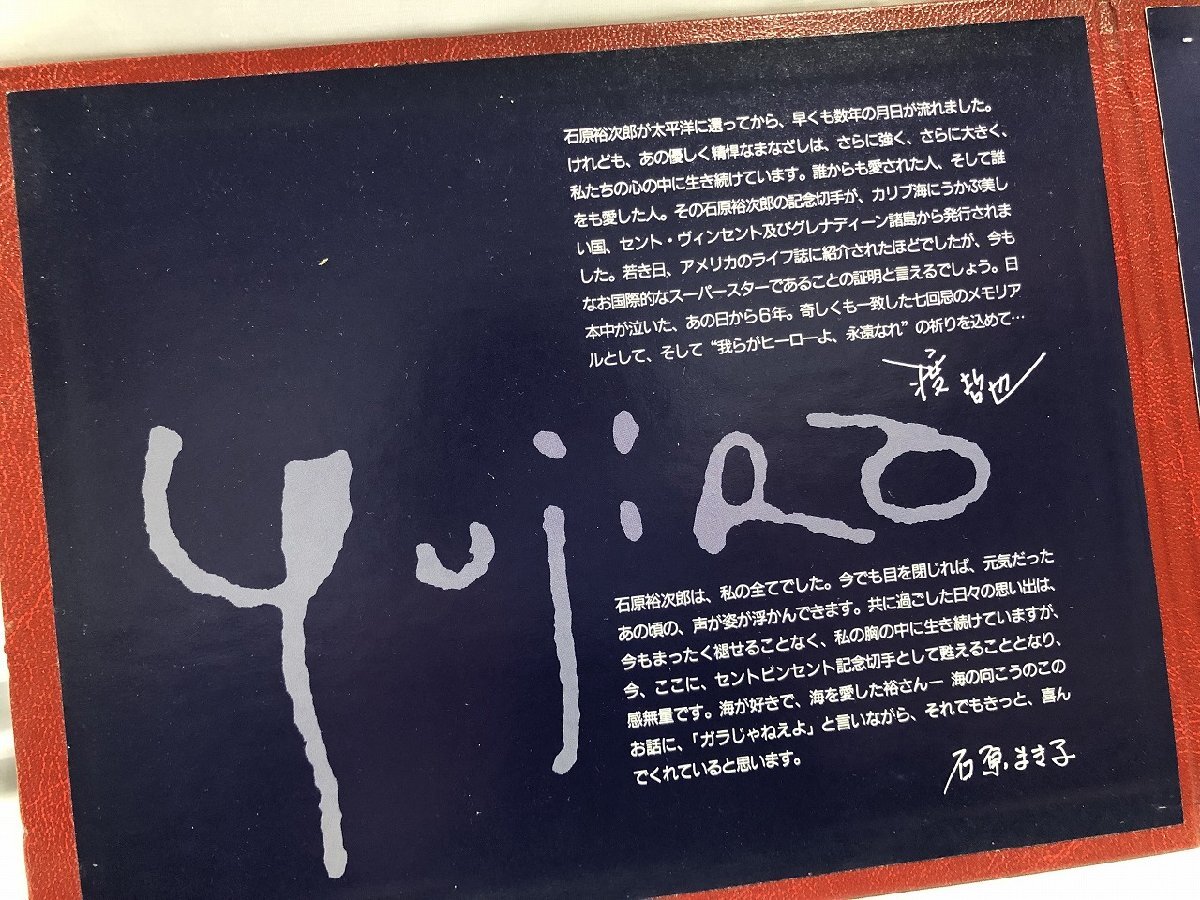 石原裕次郎が太平洋に還ってから、早くも数年の月日が流れました。
けれども、あの優しく精悍なまなざしは、さらに強く、さらに大きく、
私たちの心の中に生き続けています。誰からも愛された人、そして誰
をも愛した人。その石原裕次郎の記念切手が、カリブ海にうかぶ美し
い国、セント・ヴィンセント及びグレナディーン諸島から発行されま
した。若き日、アメリカのライフ誌に紹介されたほどでしたが、今も
なお国際的なスーパースターであることの証明と言えるでしょう。日
本中が泣いた、あの日から6年。奇しくも一致した七回忌のメモリア
ルとして、そして“我らがヒーローよ、永遠なれ”の祈りを込めて…
渡哲也
yujiro
石原裕次郎は、私の全てでした。今でも目を閉じれば、元気だった
あの頃の、声が姿が浮かんできます。共に過ごした日々の思い出は、
今もまったく褪せることなく、私の胸の中に生き続けていますが、
今、ここに、セントビンセント記念切手として甦えることとなり、
感無量です。海が好きで、海を愛した裕さん― 海の向こうのこの
お話に、「ガラじゃねえよ」と言いながら、それでもきっと、喜ん
でくれていると思います。
石原まき子